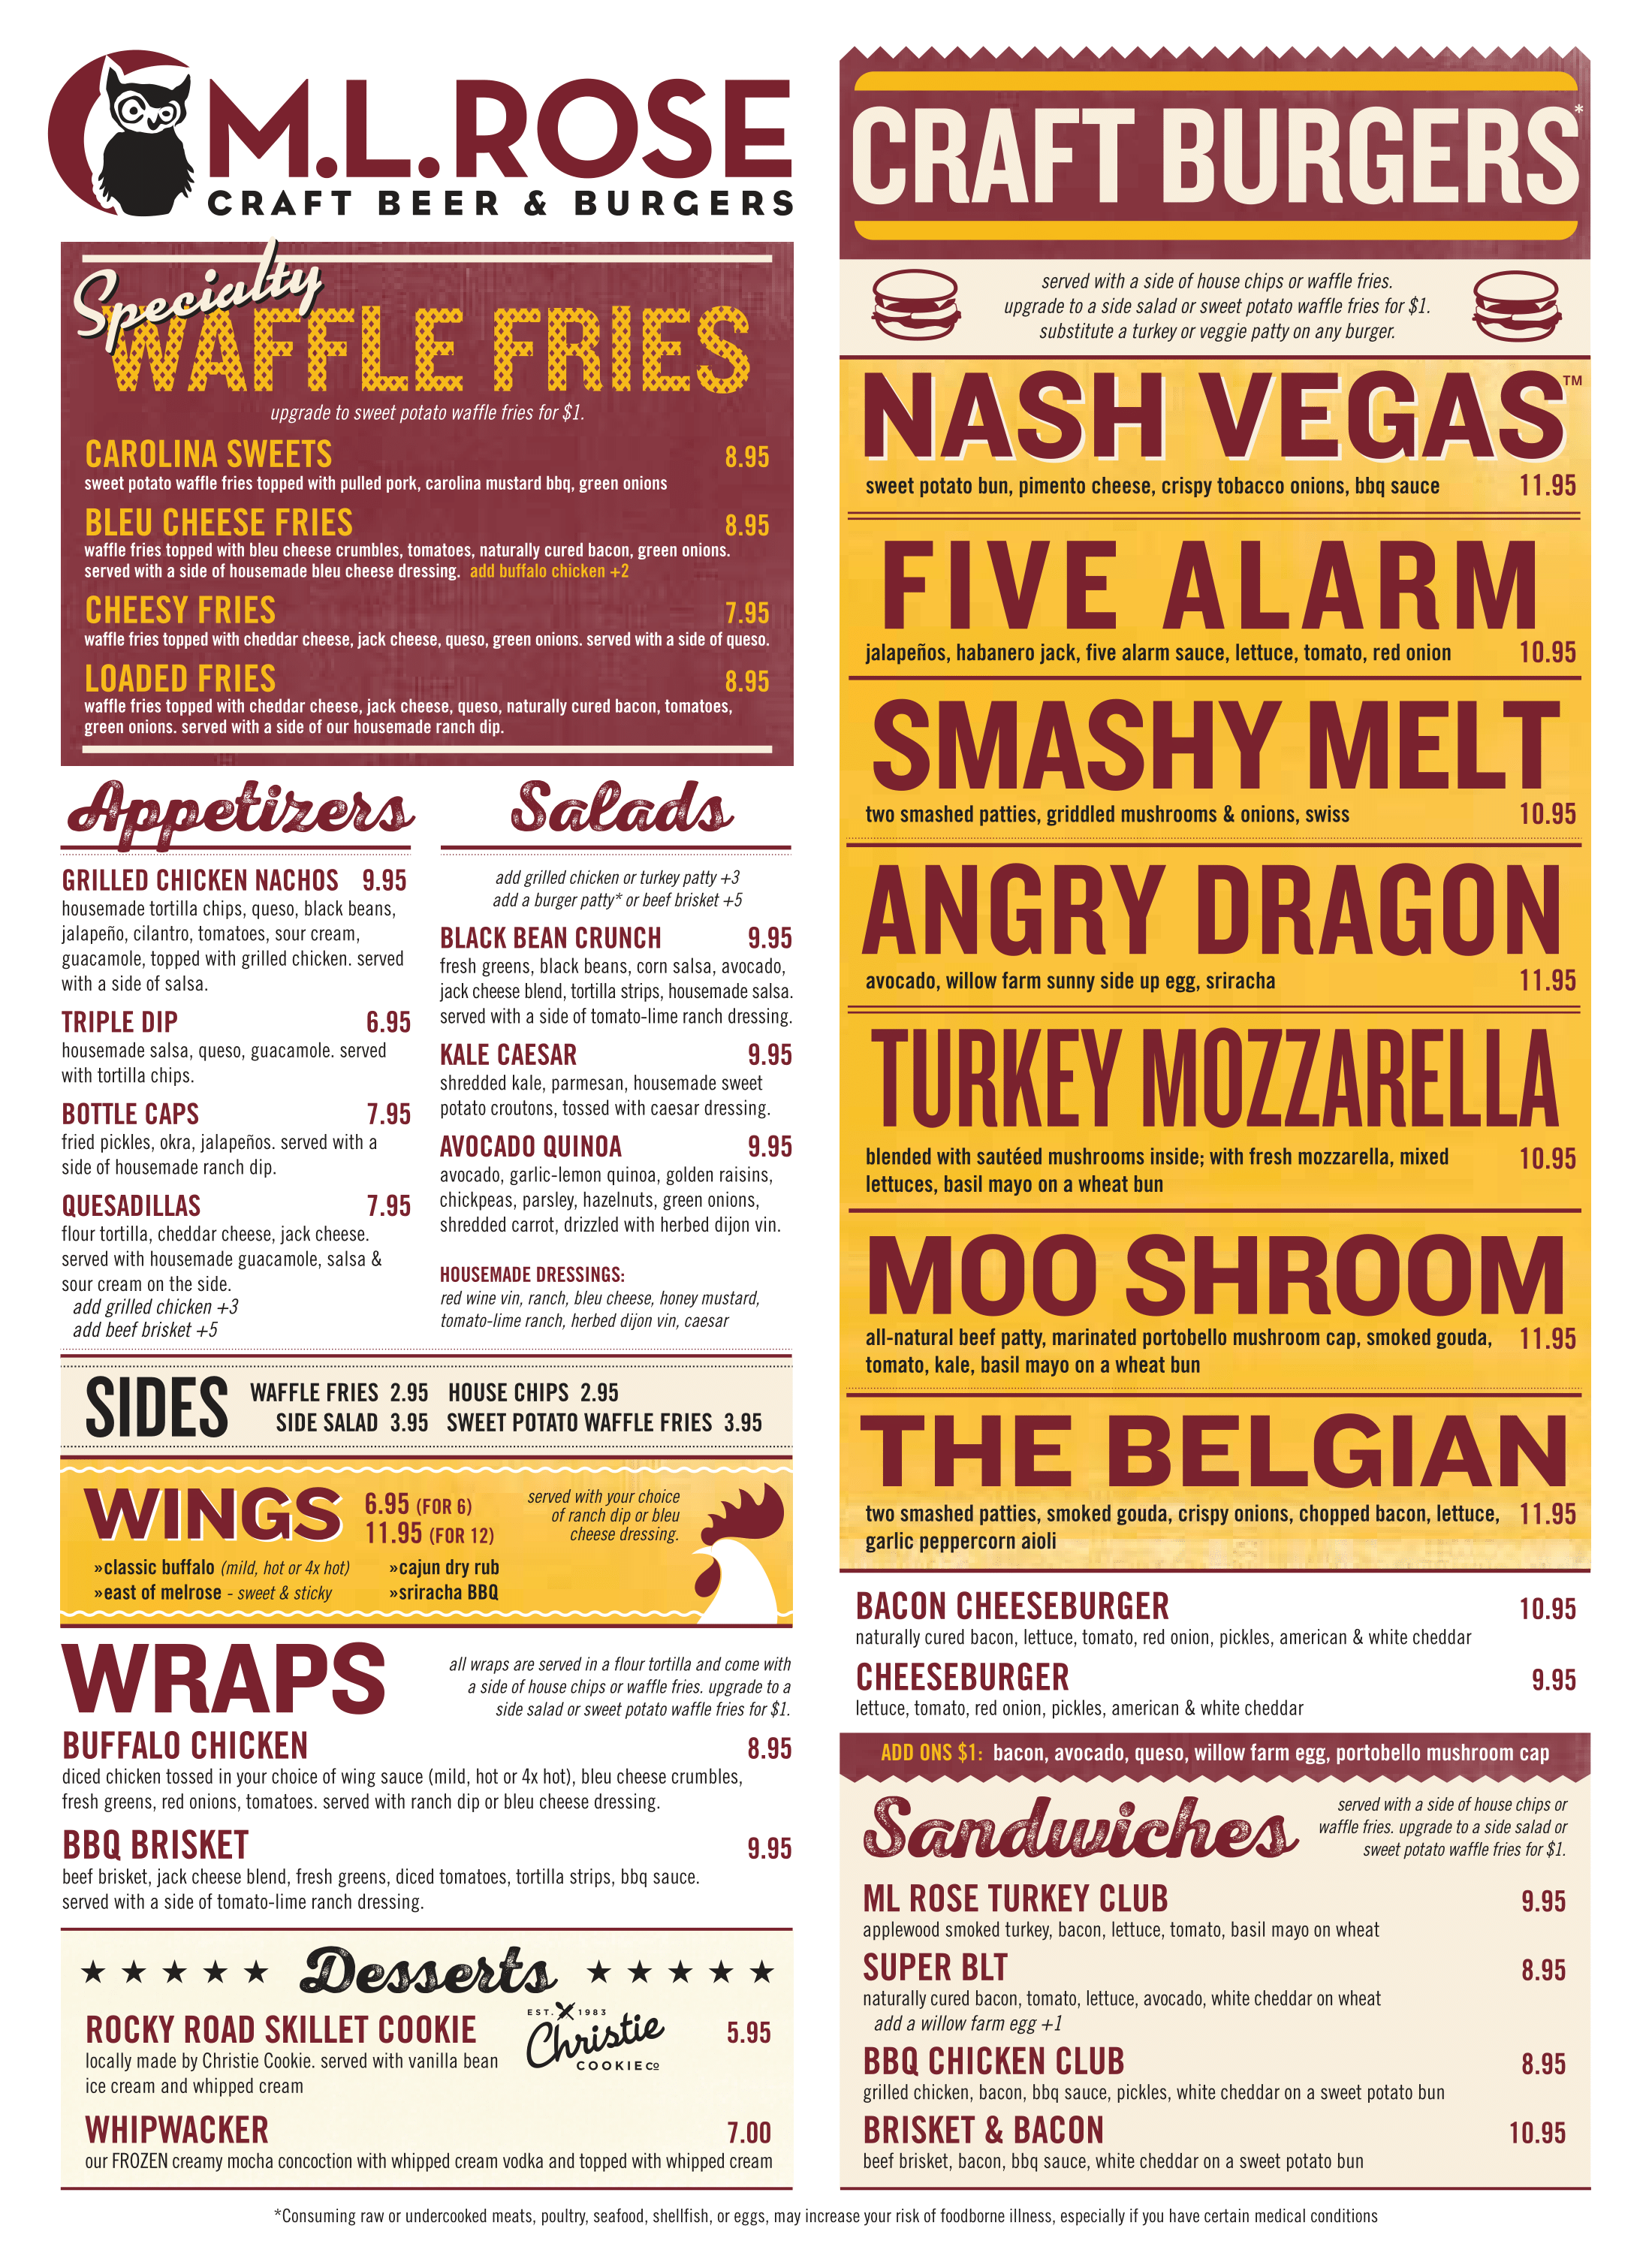 M.L.ROSE
CRAFT BEER & BURGERS
Specialty
WAFFLE FRIES
upgrade to sweet potato waffle fries for $1.
CAROLINA SWEETS 8.95
sweet potato waffle fries topped with pulled pork, carolina mustard bbq, green onions
BLEU CHEESE FRIES 8.95
waffle fries topped with bleu cheese crumbles, tomatoes, naturally cured bacon, green onions.
served with a side of housemade bleu cheese dressing. add buffalo chicken +2
CHEESY FRIES 7.95
waffle fries topped with cheddar cheese, jack cheese, queso, green onions. served with a side of queso.
LOADED FRIES 8.95
waffle fries topped with cheddar cheese, jack cheese, queso, naturally cured bacon, tomatoes,
green onions. served with a side of our housemade ranch dip.
Appetizers
GRILLED CHICKEN NACHOS 9.95
housemade tortilla chips, queso, black beans,
jalapeño, cilantro, tomatoes, sour cream,
guacamole, topped with grilled chicken. served
with a side of salsa.
TRIPLE DIP 6.95
housemade salsa, queso, guacamole. served
with tortilla chips.
BOTTLE CAPS 7.95
fried pickles, okra, jalapeños. served with a
side of housemade ranch dip.
QUESADILLAS 7.95
flour tortilla, cheddar cheese, jack cheese.
served with housemade guacamole, salsa &
sour cream on the side.
add grilled chicken +3
add beef brisket +5
Salads
add grilled chicken or turkey patty +3
add a burger patty* or beef brisket +5
BLACK BEAN CRUNCH 9.95
fresh greens, black beans, corn salsa, avocado,
jack cheese blend, tortilla strips, housemade salsa.
served with a side of tomato-lime ranch dressing.
KALE CAESAR 9.95
shredded kale, parmesan, housemade sweet
potato croutons, tossed with caesar dressing.
AVOCADO QUINOA 9.95
avocado, garlic-lemon quinoa, golden raisins,
chickpeas, parsley, hazelnuts, green onions,
shredded carrot, drizzled with herbed dijon vin.
HOUSEMADE DRESSINGS:
red wine vin, ranch, bleu cheese, honey mustard,
tomato-lime ranch, herbed dijon vin, caesar
SIDES
WAFFLE FRIES 2.95 HOUSE CHIPS 2.95
SIDE SALAD 3.95 SWEET POTATO WAFFLE FRIES 3.95
WINGS
6.95 (FOR 6)
11.95 (FOR 12)
served with your choice
of ranch dip or bleu
cheese dressing.
»classic buffalo (mild, hot or 4x hot) »cajun dry rub
»east of melrose - sweet & sticky »sriracha BBQ
WRAPS
all wraps are served in a flour tortilla and come with
a side of house chips or waffle fries. upgrade to a
side salad or sweet potato waffle fries for $1.
BUFFALO CHICKEN 8.95
diced chicken tossed in your choice of wing sauce (mild, hot or 4x hot), bleu cheese crumbles,
fresh greens, red onions, tomatoes. served with ranch dip or bleu cheese dressing.
BBQ BRISKET 9.95
beef brisket, jack cheese blend, fresh greens, diced tomatoes, tortilla strips, bbq sauce.
served with a side of tomato-lime ranch dressing.
Desserts
ROCKY ROAD SKILLET COOKIE 5.95
EST. 1983
Christie
COOKIE CO
locally made by Christie Cookie. served with vanilla bean
ice cream and whipped cream
WHIPWACKER 7.00
our FROZEN creamy mocha concoction with whipped cream vodka and topped with whipped cream
CRAFT BURGERS*
served with a side of house chips or waffle fries.
upgrade to a side salad or sweet potato waffle fries for $1.
substitute a turkey or veggie patty on any burger.
NASH VEGAS™
sweet potato bun, pimento cheese, crispy tobacco onions, bbq sauce 11.95
FIVE ALARM
jalapeños, habanero jack, five alarm sauce, lettuce, tomato, red onion 10.95
SMASHY MELT
two smashed patties, griddled mushrooms & onions, swiss 10.95
ANGRY DRAGON
avocado, willow farm sunny side up egg, sriracha 11.95
TURKEY MOZZARELLA
blended with sautéed mushrooms inside; with fresh mozzarella, mixed 10.95
lettuces, basil mayo on a wheat bun
MOO SHROOM
all-natural beef patty, marinated portobello mushroom cap, smoked gouda, 11.95
tomato, kale, basil mayo on a wheat bun
THE BELGIAN
two smashed patties, smoked gouda, crispy onions, chopped bacon, lettuce, 11.95
garlic peppercorn aioli
BACON CHEESEBURGER 10.95
naturally cured bacon, lettuce, tomato, red onion, pickles, american & white cheddar
CHEESEBURGER 9.95
lettuce, tomato, red onion, pickles, american & white cheddar
ADD ONS $1: bacon, avocado, queso, willow farm egg, portobello mushroom cap
Sandwiches
served with a side of house chips or
waffle fries. upgrade to a side salad or
sweet potato waffle fries for $1.
ML ROSE TURKEY CLUB 9.95
applewood smoked turkey, bacon, lettuce, tomato, basil mayo on wheat
SUPER BLT 8.95
naturally cured bacon, tomato, lettuce, avocado, white cheddar on wheat
add a willow farm egg +1
BBQ CHICKEN CLUB 8.95
grilled chicken, bacon, bbq sauce, pickles, white cheddar on a sweet potato bun
BRISKET & BACON 10.95
beef brisket, bacon, bbq sauce, white cheddar on a sweet potato bun
*Consuming raw or undercooked meats, poultry, seafood, shellfish, or eggs, may increase your risk of foodborne illness, especially if you have certain medical conditions